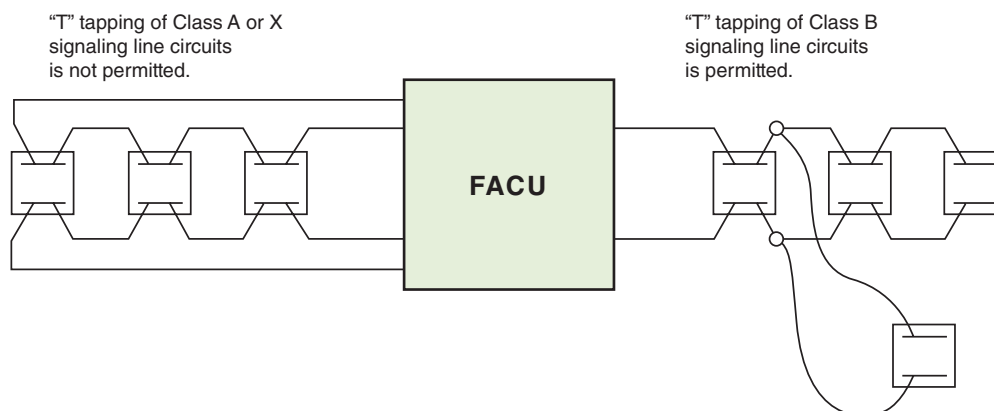 “T” tapping of Class A or X
signaling line circuits
is not permitted.
“T” tapping of Class B
signaling line circuits
is permitted.
FACU